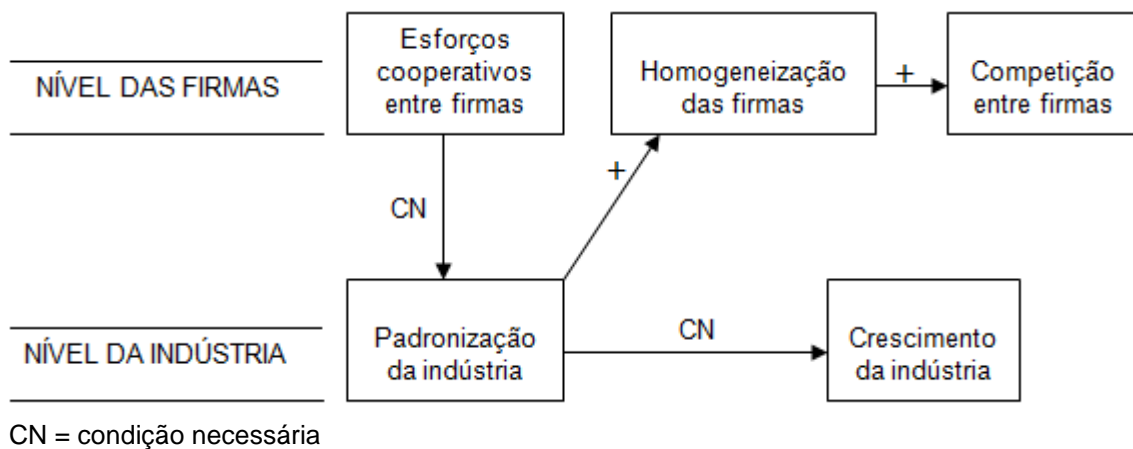 NÍVEL DAS FIRMAS
Esforços
cooperativos
entre firmas
Homogeneização
das firmas
+
Competição
entre firmas
CN
+
NÍVEL DA INDÚSTRIA
Padronização
da indústria
CN
Crescimento
da indústria
CN = condição necessária